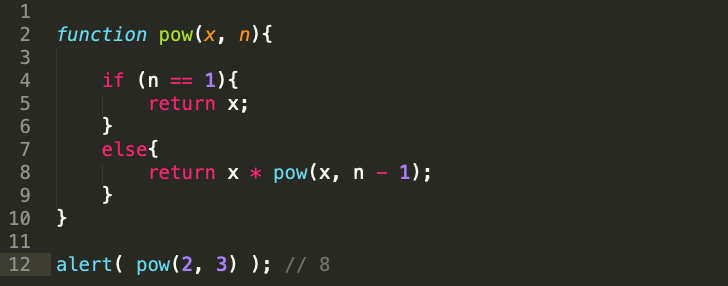 1
2 function pow(x, n){
3
4     if (n == 1){
5         return x;
6     }
7     else{
8         return x * pow(x, n - 1);
9     }
10 }
11
12 alert( pow(2, 3) ); // 8